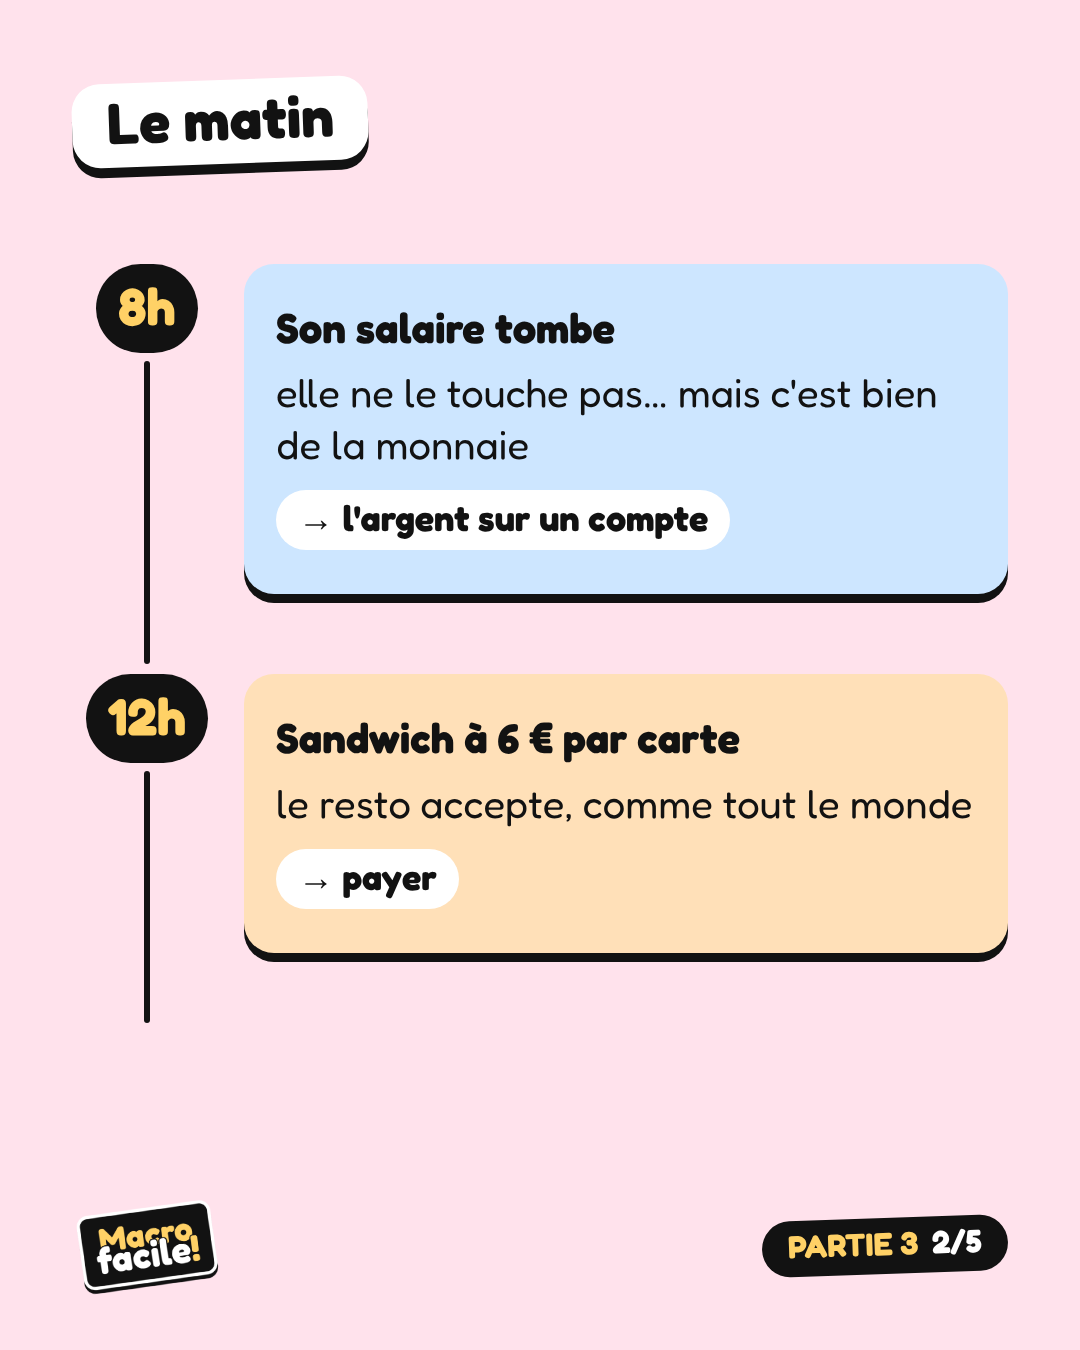 Le matin
8h
Son salaire tombe
elle ne le touche pas... mais c'est bien
de la monnaie
→ l'argent sur un compte
12h
Sandwich à 6 € par carte
le resto accepte, comme tout le monde
→ payer
Macro
facile!
PARTIE 3 2/5